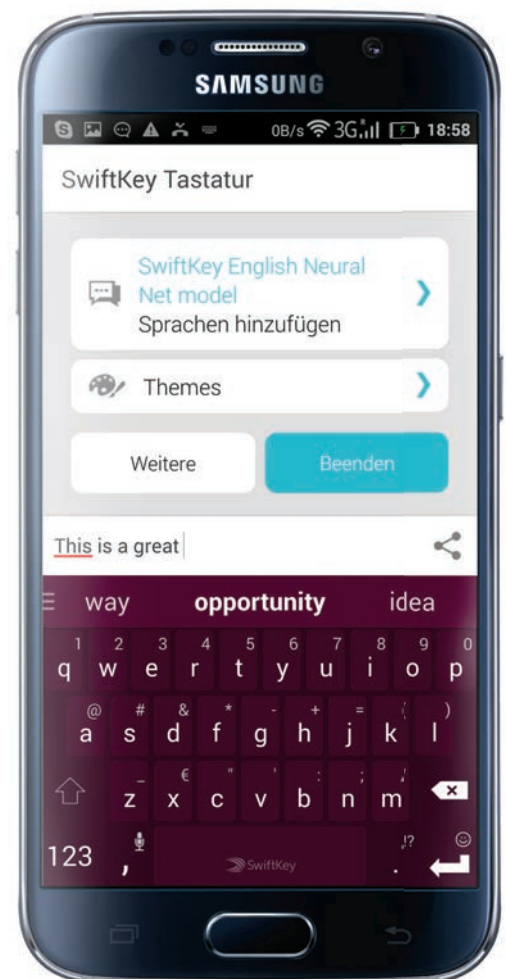 SAMSUNG
0B/s 3G 18:58
SwiftKey Tastatur
SwiftKey English Neural
Net model
Sprachen hinzufügen
Themes
Weitere Beenden
This is a great
way opportunity idea
1 2 3 4 5 6 7 8 9 0
q w e r t y u i o p
@ # & * - + = ( )
a s d f g h j k l
_ € " ' : ; /
z x c v b n m
123 , SwiftKey . ,!?